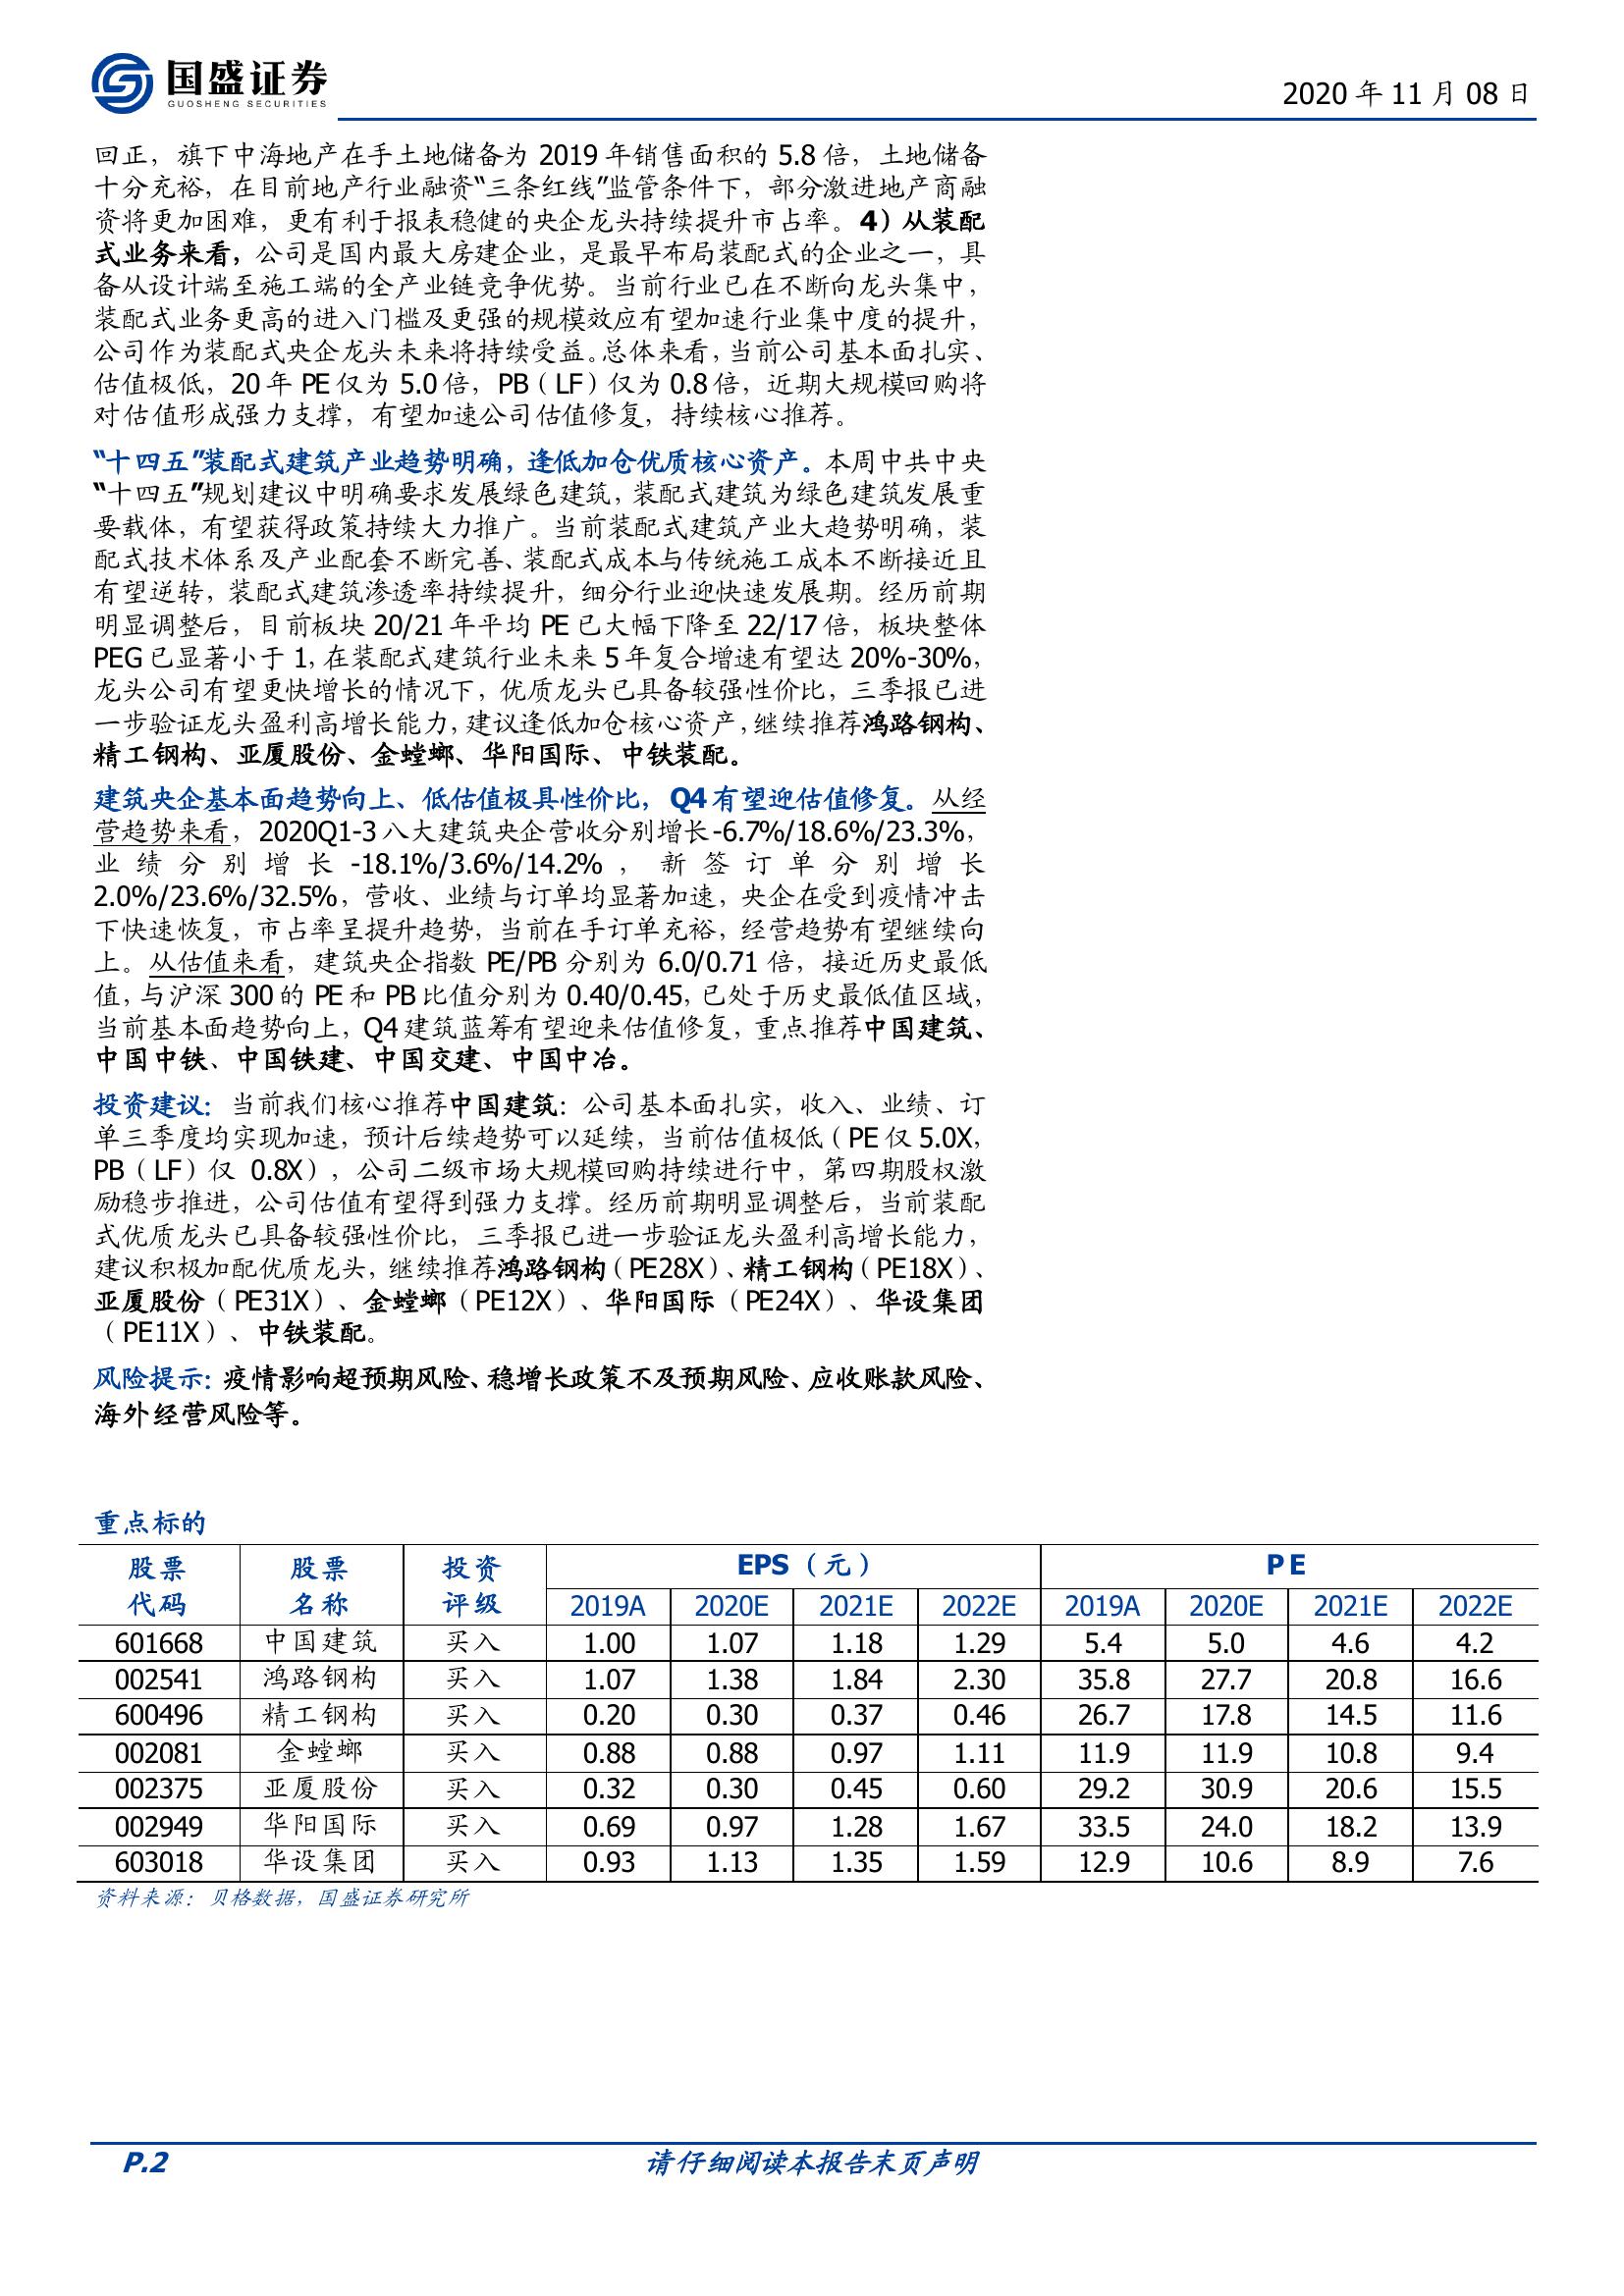 国盛证券
GUOSHENG SECURITIES
2020 年 11 月 08 日
回正，旗下中海地产在手土地储备为 2019 年销售面积的 5.8 倍，土地储备
十分充裕，在目前地产行业融资“三条红线”监管条件下，部分激进地产商融
资将更加困难，更有利于报表稳健的央企龙头持续提升市占率。4）从装配
式业务来看，公司是国内最大房建企业，是最早布局装配式的企业之一，具
备从设计端至施工端的全产业链竞争优势。当前行业已在不断向龙头集中，
装配式业务更高的进入门槛及更强的规模效应有望加速行业集中度的提升，
公司作为装配式央企龙头未来将持续受益。总体来看，当前公司基本面扎实、
估值极低，20 年 PE 仅为 5.0 倍，PB（LF）仅为 0.8 倍，近期大规模回购将
对估值形成强力支撑，有望加速公司估值修复，持续核心推荐。
“十四五”装配式建筑产业趋势明确，逢低加仓优质核心资产。本周中共中央
“十四五”规划建议中明确要求发展绿色建筑，装配式建筑为绿色建筑发展重
要载体，有望获得政策持续大力推广。当前装配式建筑产业大趋势明确，装
配式技术体系及产业配套不断完善、装配式成本与传统施工成本不断接近且
有望逆转，装配式建筑渗透率持续提升，细分行业迎快速发展期。经历前期
明显调整后，目前板块 20/21 年平均 PE 已大幅下降至 22/17 倍，板块整体
PEG 已显著小于 1，在装配式建筑行业未来 5 年复合增速有望达 20%-30%，
龙头公司有望更快增长的情况下，优质龙头已具备较强性价比，三季报已进
一步验证龙头盈利高增长能力，建议逢低加仓核心资产，继续推荐鸿路钢构、
精工钢构、亚厦股份、金螳螂、华阳国际、中铁装配。
建筑央企基本面趋势向上、低估值极具性价比，Q4 有望迎估值修复。从经
营趋势来看，2020Q1-3 八大建筑央企营收分别增长-6.7%/18.6%/23.3%，
业绩分别增长 -18.1%/3.6%/14.2% ，新签订单分别增长
2.0%/23.6%/32.5%，营收、业绩与订单均显著加速，央企在受到疫情冲击
下快速恢复，市占率呈提升趋势，当前在手订单充裕，经营趋势有望继续向
上。从估值来看，建筑央企指数 PE/PB 分别为 6.0/0.71 倍，接近历史最低
值，与沪深 300 的 PE 和 PB 比值分别为 0.40/0.45，已处于历史最低值区域，
当前基本面趋势向上，Q4 建筑蓝筹有望迎来估值修复，重点推荐中国建筑、
中国中铁、中国铁建、中国交建、中国中冶。
投资建议：当前我们核心推荐中国建筑：公司基本面扎实，收入、业绩、订
单三季度均实现加速，预计后续趋势可以延续，当前估值极低（PE 仅 5.0X，
PB（LF）仅 0.8X），公司二级市场大规模回购持续进行中，第四期股权激
励稳步推进，公司估值有望得到强力支撑。经历前期明显调整后，当前装配
式优质龙头已具备较强性价比，三季报已进一步验证龙头盈利高增长能力，
建议积极加配优质龙头，继续推荐鸿路钢构（PE28X）、精工钢构（PE18X）、
亚厦股份（PE31X）、金螳螂（PE12X）、华阳国际（PE24X）、华设集团
（PE11X）、中铁装配。
风险提示：疫情影响超预期风险、稳增长政策不及预期风险、应收账款风险、
海外经营风险等。
重点标的
股票 股票 投资 EPS（元） PE
代码 名称 评级 2019A 2020E 2021E 2022E 2019A 2020E 2021E 2022E
601668 中国建筑 买入 1.00 1.07 1.18 1.29 5.4 5.0 4.6 4.2
002541 鸿路钢构 买入 1.07 1.38 1.84 2.30 35.8 27.7 20.8 16.6
600496 精工钢构 买入 0.20 0.30 0.37 0.46 26.7 17.8 14.5 11.6
002081 金螳螂 买入 0.88 0.88 0.97 1.11 11.9 11.9 10.8 9.4
002375 亚厦股份 买入 0.32 0.30 0.45 0.60 29.2 30.9 20.6 15.5
002949 华阳国际 买入 0.69 0.97 1.28 1.67 33.5 24.0 18.2 13.9
603018 华设集团 买入 0.93 1.13 1.35 1.59 12.9 10.6 8.9 7.6
资料来源：贝格数据，国盛证券研究所
P.2 请仔细阅读本报告末页声明